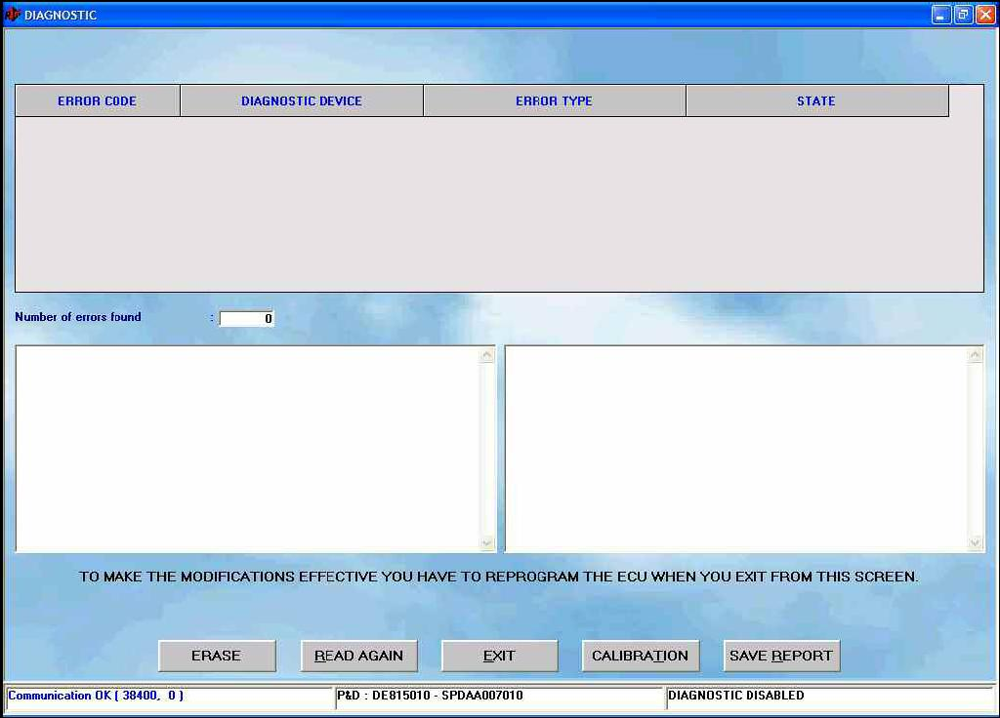 DIAGNOSTIC
ERROR CODE DIAGNOSTIC DEVICE ERROR TYPE STATE
Number of errors found : 0
TO MAKE THE MODIFICATIONS EFFECTIVE YOU HAVE TO REPROGRAM THE ECU WHEN YOU EXIT FROM THIS SCREEN.
ERASE READ AGAIN EXIT CALIBRATION SAVE REPORT
Communication OK ( 38400, 0 ) P&D : DE815010 - SPDAA007010 DIAGNOSTIC DISABLED